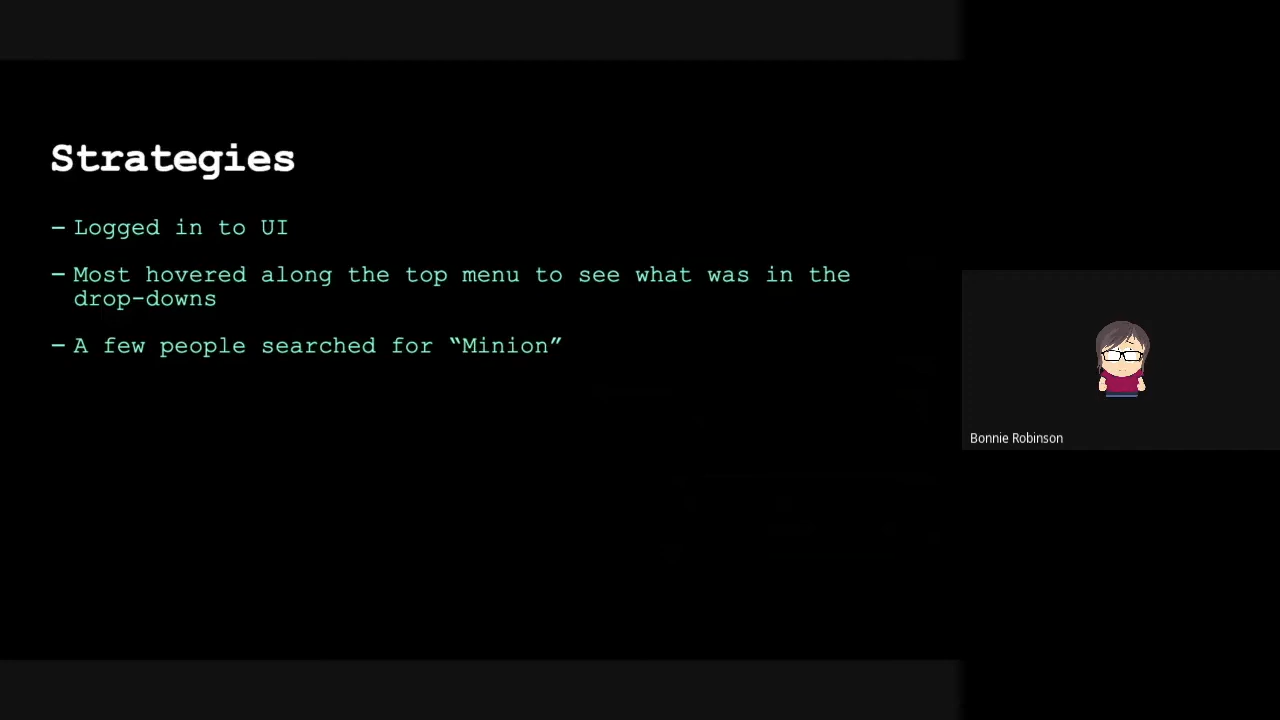 Strategies
– Logged in to UI
– Most hovered along the top menu to see what was in the
drop-downs
– A few people searched for “Minion”
Bonnie Robinson